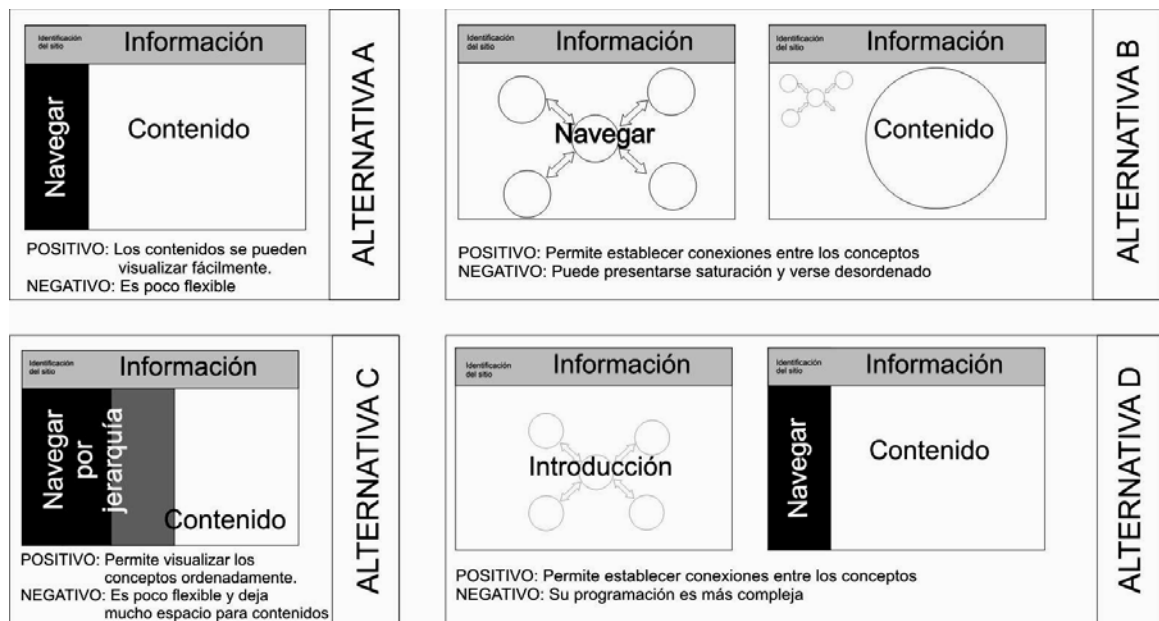 Identificación
del sitio
Información
Navegar
Contenido
POSITIVO: Los contenidos se pueden
visualizar fácilmente.
NEGATIVO: Es poco flexible
ALTERNATIVA A
Identificación
del sitio
Información
Navegar
Identificación
del sitio
Información
Contenido
POSITIVO: Permite establecer conexiones entre los conceptos
NEGATIVO: Puede presentarse saturación y verse desordenado
ALTERNATIVA B
Identificación
del sitio
Información
Navegar
por
jerarquía
Contenido
POSITIVO: Permite visualizar los
conceptos ordenadamente.
NEGATIVO: Es poco flexible y deja
mucho espacio para contenidos
ALTERNATIVA C
Identificación
del sitio
Información
Introducción
Identificación
del sitio
Información
Navegar
Contenido
POSITIVO: Permite establecer conexiones entre los conceptos
NEGATIVO: Su programación es más compleja
ALTERNATIVA D